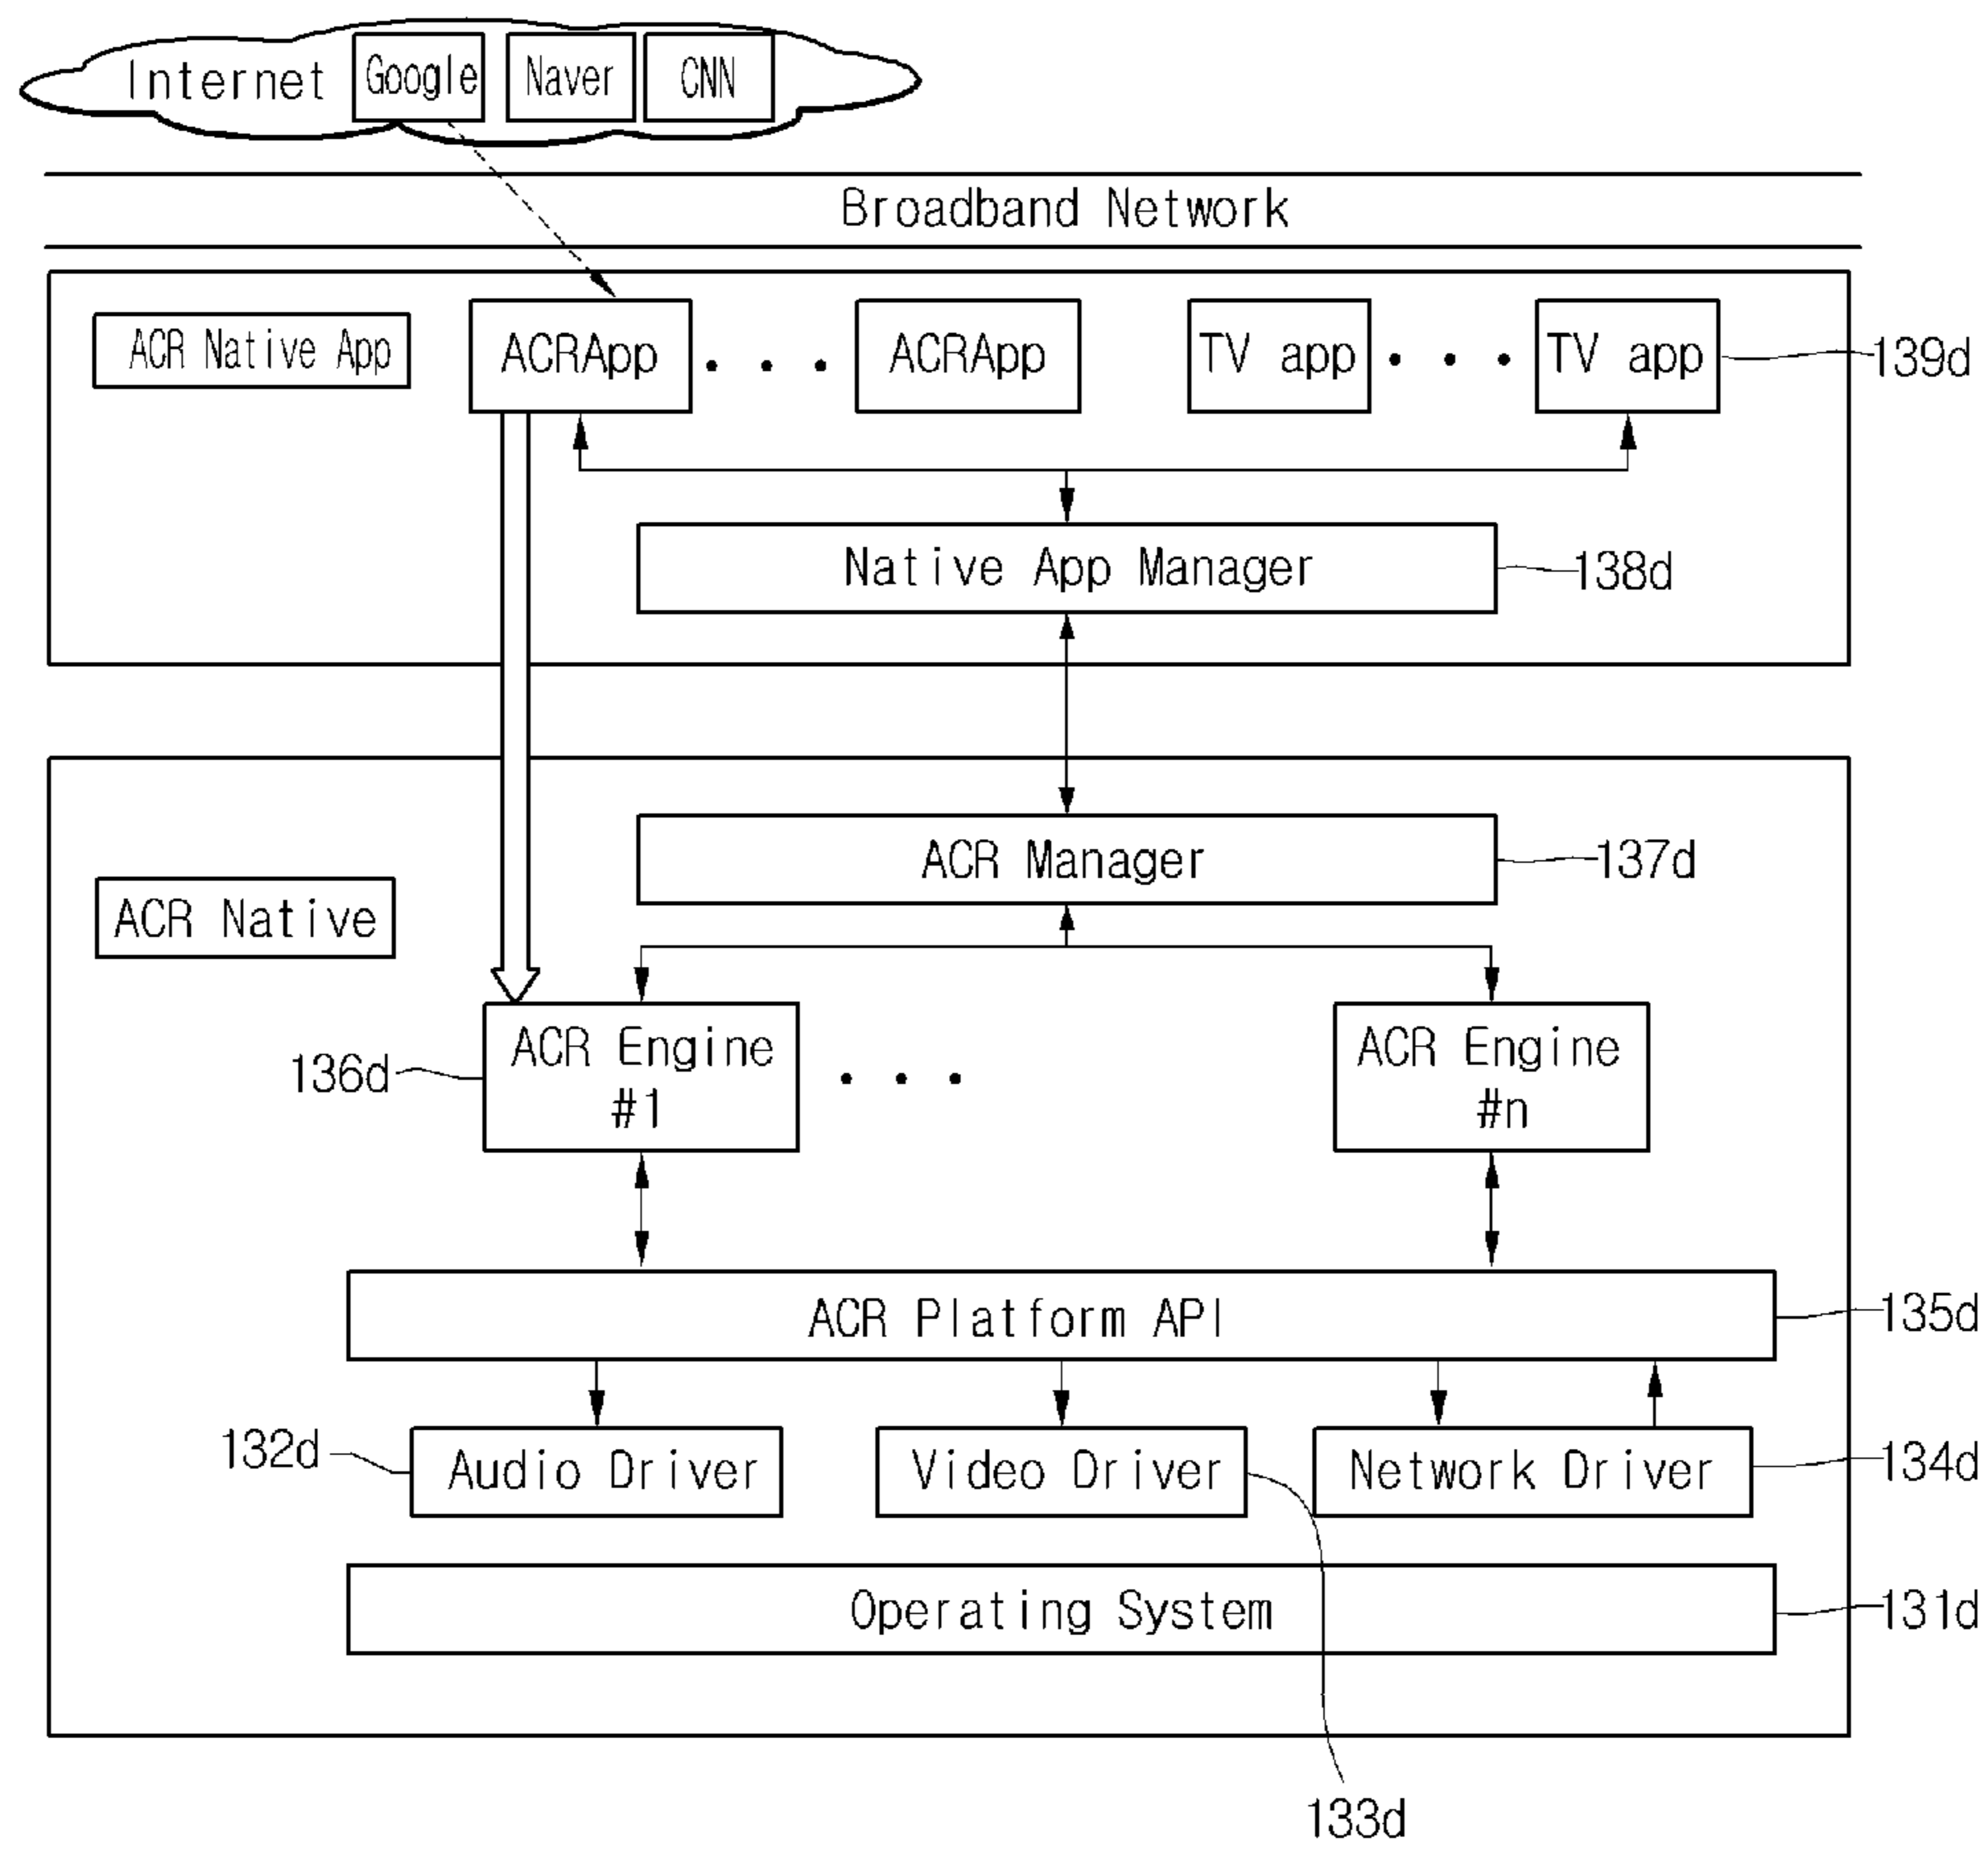 Internet Google Naver CNN
Broadband Network
ACR Native App ACRApp ACRApp TV app TV app 139d
Native App Manager 138d
ACR Manager 137d
ACR Native
136d ACR Engine ACR Engine
#1 #n
ACR Platform API 135d
132d Audio Driver Video Driver Network Driver 134d
Operating System 131d
133d